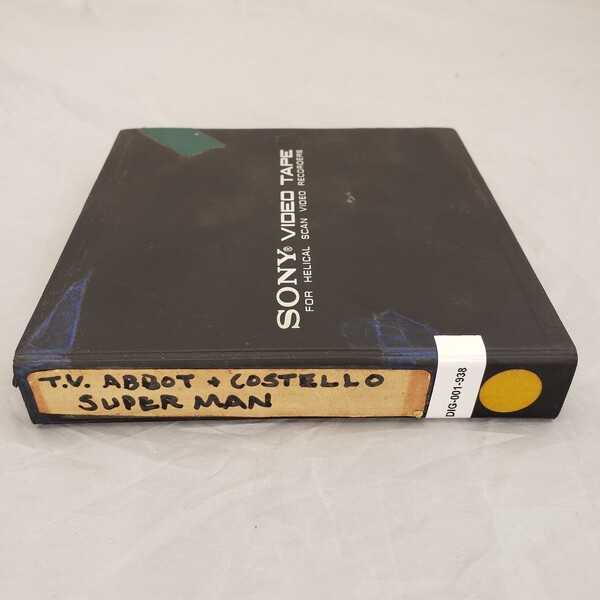 SONY® VIDEO TAPE
FOR HELICAL SCAN VIDEO RECORDERS
T.V. ABBOT + COSTELLO
SUPER MAN
DIG-001-938